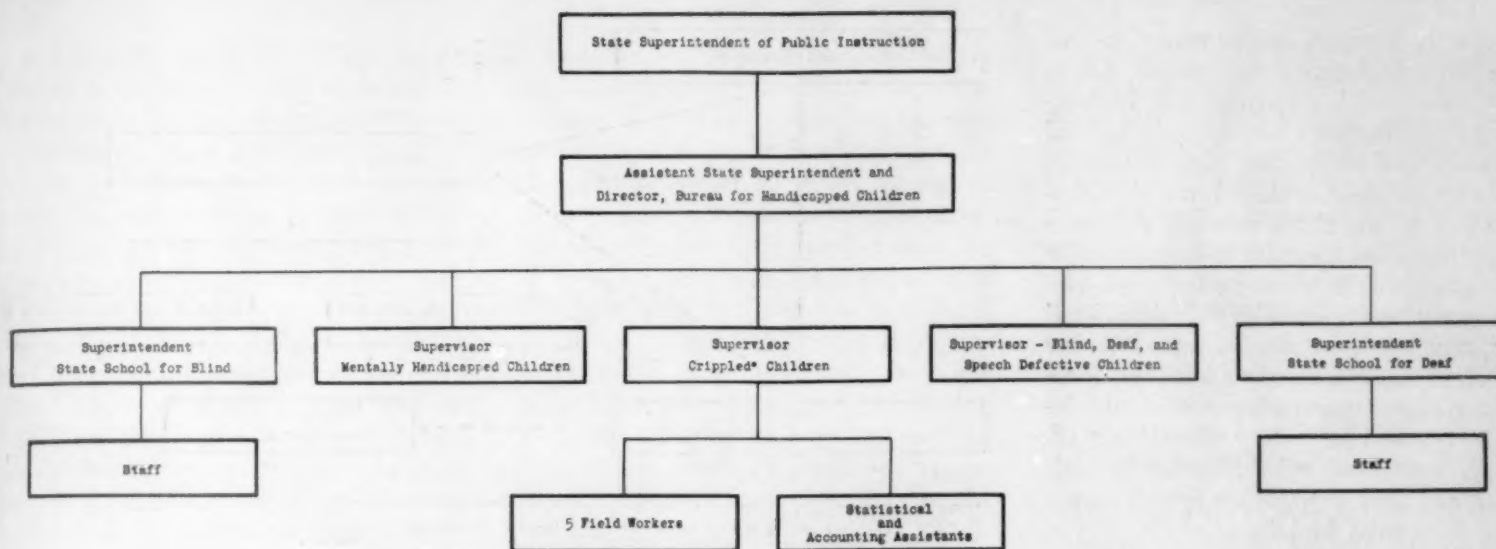 State Superintendent of Public Instruction
Assistant State Superintendent and
Director, Bureau for Handicapped Children
Superintendent
State School for Blind
Supervisor
Mentally Handicapped Children
Supervisor
Crippled* Children
Supervisor - Blind, Deaf, and
Speech Defective Children
Superintendent
State School for Deaf
Staff
Staff
5 Field Workers
Statistical
and
Accounting Assistants